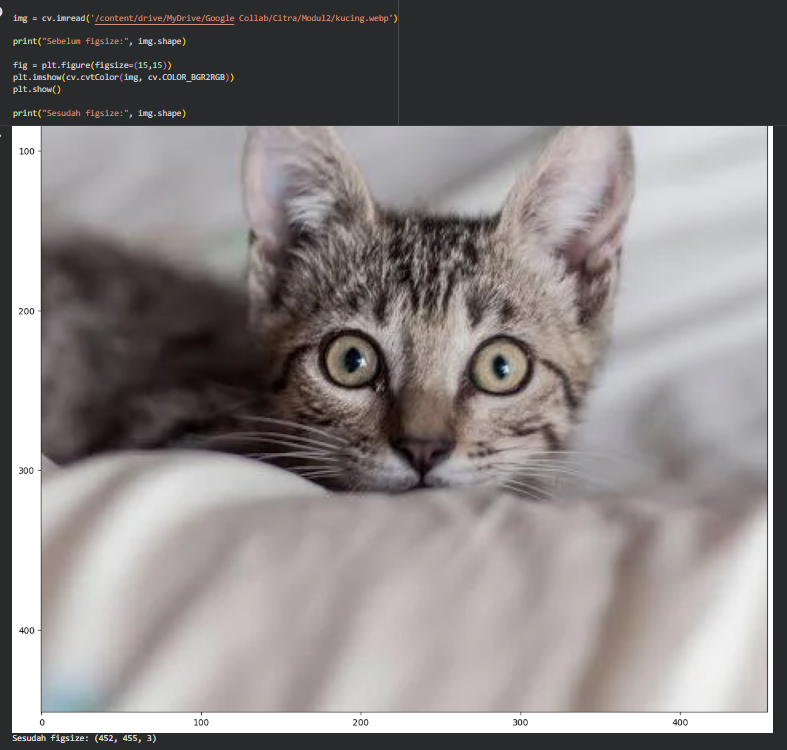 img = cv.imread('/content/drive/MyDrive/Google Collab/Citra/Modul2/kucing.webp')
print("Sebelum figsize:", img.shape)
fig = plt.figure(figsize=(15,15))
plt.imshow(cv.cvtColor(img, cv.COLOR_BGR2RGB))
plt.show()
print("Sesudah figsize:", img.shape)
100
200
300
400
0 100 200 300 400
Sesudah figsize: (452, 455, 3)